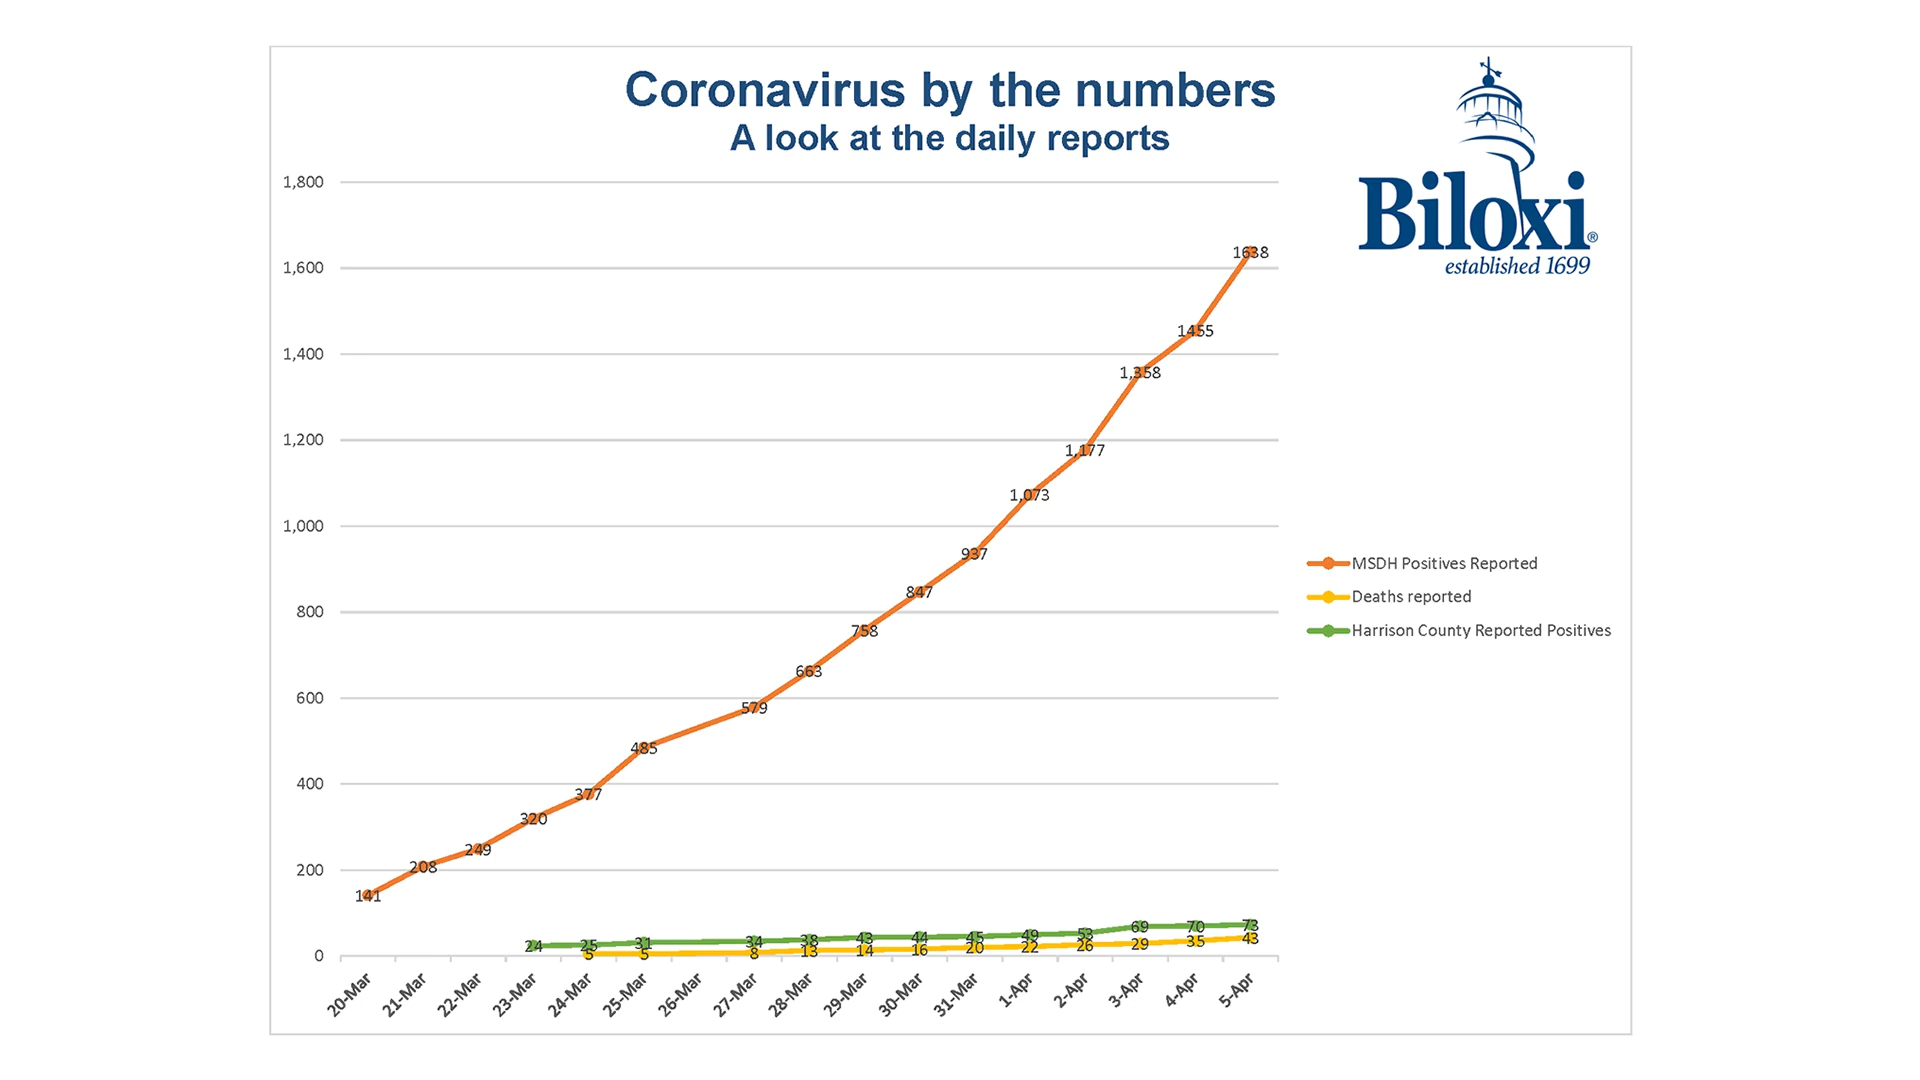 Coronavirus by the numbers
A look at the daily reports
Biloxi®
established 1699
1,800
1,600
1,400
1,200
1,000
800
600
400
200
0
141
208
249
320
377
485
579
663
758
847
937
1,073
1,177
1,358
1455
1638
24
25
31
34
38
43
44
45
49
53
69
70
73
5
5
8
13
14
16
20
22
26
29
35
43
20-Mar
21-Mar
22-Mar
23-Mar
24-Mar
25-Mar
26-Mar
27-Mar
28-Mar
29-Mar
30-Mar
31-Mar
1-Apr
2-Apr
3-Apr
4-Apr
5-Apr
MSDH Positives Reported
Deaths reported
Harrison County Reported Positives